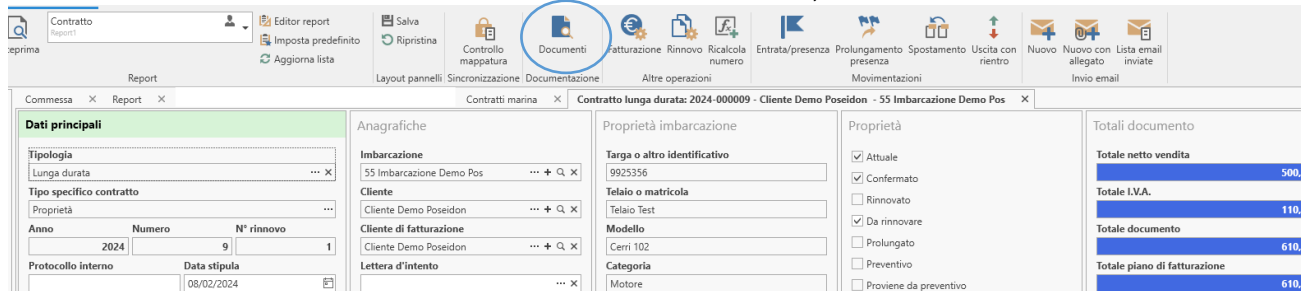 Contratto
Report1
Editor report
Imposta predefinito
Aggiorna lista
Salva
Ripristina
Controllo mappatura
Documenti
Fatturazione
Rinnovo
Ricalcola numero
Entrata/presenza
Prolungamento presenza
Spostamento
Uscita con rientro
Nuovo
Nuovo con allegato
Lista email inviate
Report
Layout pannelli
Sincronizzazione
Documentazione
Altre operazioni
Movimentazioni
Invio email
Commessa × Report ×
Contratti marina ×
Contratto lunga durata: 2024-000009 - Cliente Demo Poseidon - 55 Imbarcazione Demo Pos ×
Dati principali
Tipologia
Lunga durata
Tipo specifico contratto
Proprietà
Anno Numero N° rinnovo
2024 9 1
Protocollo interno Data stipula
08/02/2024
Anagrafiche
Imbarcazione
55 Imbarcazione Demo Pos
Cliente
Cliente Demo Poseidon
Cliente di fatturazione
Cliente Demo Poseidon
Lettera d'intento
Proprietà imbarcazione
Targa o altro identificativo
9925356
Telaio o matricola
Telaio Test
Modello
Cerri 102
Categoria
Motore
Proprietà
Attuale
Confermato
Rinnovato
Da rinnovare
Prolungato
Preventivo
Proviene da preventivo
Totali documento
Totale netto vendita
500,
Totale I.V.A.
110,
Totale documento
610,
Totale piano di fatturazione
610,